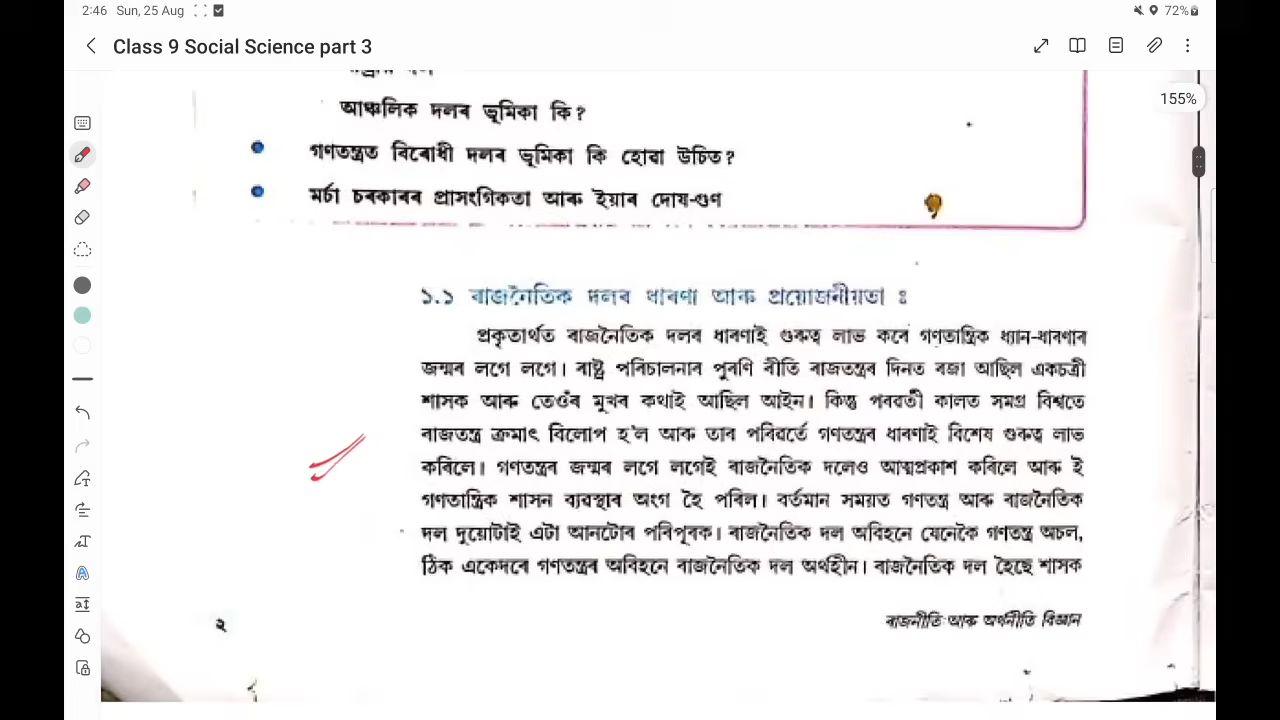 2:46 Sun, 25 Aug
72%
Class 9 Social Science part 3
155%
আঞ্চলিক দলৰ ভূমিকা কি?
গণতন্ত্ৰত বিৰোধী দলৰ ভূমিকা কি হোৱা উচিত?
মৰ্চা চৰকাৰৰ প্ৰাসংগিকতা আৰু ইয়াৰ দোষ-গুণ
১.১ ৰাজনৈতিক দলৰ ধাৰণা আৰু প্ৰয়োজনীয়তা ঃ
প্ৰকৃতাৰ্থত ৰাজনৈতিক দলৰ ধাৰণাই গুৰুত্ব লাভ কৰে গণতান্ত্ৰিক ধ্যান-ধাৰণাৰ
জন্মৰ লগে লগে। ৰাষ্ট্ৰ পৰিচালনাৰ পুৰণি ৰীতি ৰাজতন্ত্ৰৰ দিনত ৰজা আছিল একচত্ৰী
শাসক আৰু তেওঁৰ মুখৰ কথাই আছিল আইন। কিন্তু পৰৱৰ্তী কালত সমগ্ৰ বিশ্বতে
ৰাজতন্ত্ৰ ক্ৰমাৎ বিলোপ হ'ল আৰু তাৰ পৰিৱৰ্তে গণতন্ত্ৰৰ ধাৰণাই বিশেষ গুৰুত্ব লাভ
কৰিলে। গণতন্ত্ৰৰ জন্মৰ লগে লগেই ৰাজনৈতিক দলেও আত্মপ্ৰকাশ কৰিলে আৰু ই
গণতান্ত্ৰিক শাসন ব্যৱস্থাৰ অংগ হৈ পৰিল। বৰ্তমান সময়ত গণতন্ত্ৰ আৰু ৰাজনৈতিক
দল দুয়োটাই এটা আনটোৰ পৰিপূৰক। ৰাজনৈতিক দল অবিহনে যেনেকৈ গণতন্ত্ৰ অচল,
ঠিক একেদৰে গণতন্ত্ৰৰ অবিহনে ৰাজনৈতিক দল অৰ্থহীন। ৰাজনৈতিক দল হৈছে শাসক
২
ৰাজনীতি আৰু অৰ্থনীতি বিজ্ঞান